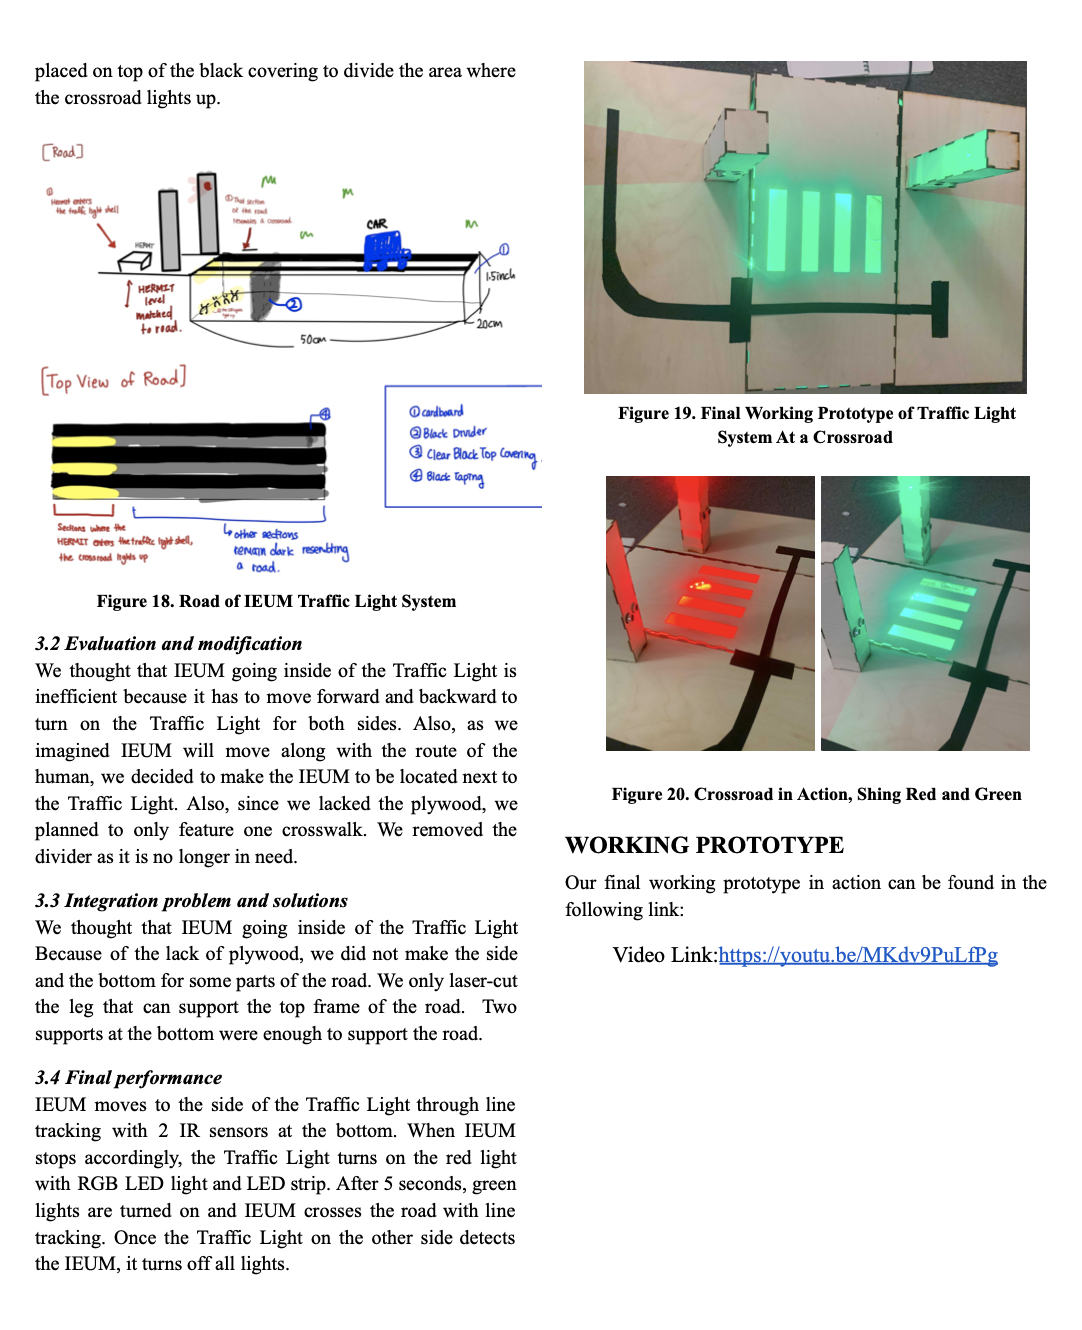 placed on top of the black covering to divide the area where
the crossroad lights up.
[Road]
①
Hermit enters
the traffic light shell
① That section
of the road
resembles a crossroad
HERMIT
CAR
①
1.5inch
HERMIT
level
matched
to road.
②
20cm
50cm
[Top View of Road]
④
① cardboard
② Black Divider
③ Clear Black Top Covering
④ Black Taping
Sections where the
HERMIT enters the traffic light shell,
the crossroad lights up
↳ other sections
remain dark resembling
a road.
Figure 18. Road of IEUM Traffic Light System
3.2 Evaluation and modification
We thought that IEUM going inside of the Traffic Light is
inefficient because it has to move forward and backward to
turn on the Traffic Light for both sides. Also, as we
imagined IEUM will move along with the route of the
human, we decided to make the IEUM to be located next to
the Traffic Light. Also, since we lacked the plywood, we
planned to only feature one crosswalk. We removed the
divider as it is no longer in need.
3.3 Integration problem and solutions
We thought that IEUM going inside of the Traffic Light
Because of the lack of plywood, we did not make the side
and the bottom for some parts of the road. We only laser-cut
the leg that can support the top frame of the road. Two
supports at the bottom were enough to support the road.
3.4 Final performance
IEUM moves to the side of the Traffic Light through line
tracking with 2 IR sensors at the bottom. When IEUM
stops accordingly, the Traffic Light turns on the red light
with RGB LED light and LED strip. After 5 seconds, green
lights are turned on and IEUM crosses the road with line
tracking. Once the Traffic Light on the other side detects
the IEUM, it turns off all lights.
Figure 19. Final Working Prototype of Traffic Light
System At a Crossroad
Figure 20. Crossroad in Action, Shing Red and Green
WORKING PROTOTYPE
Our final working prototype in action can be found in the
following link:
Video Link:https://youtu.be/MKdv9PuLfPg